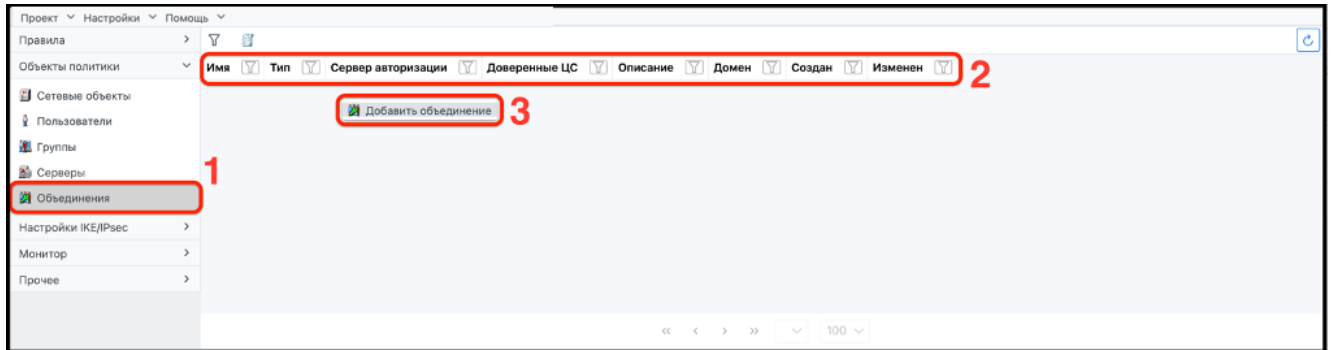 Проект Настройки Помощь
Правила
Объекты политики
Имя Тип Сервер авторизации Доверенные ЦС Описание Домен Создан Изменен 2
Сетевые объекты
Добавить объединение 3
Пользователи
Группы
Серверы
1
Объединения
Настройки IKE/IPsec
Монитор
Прочее
100